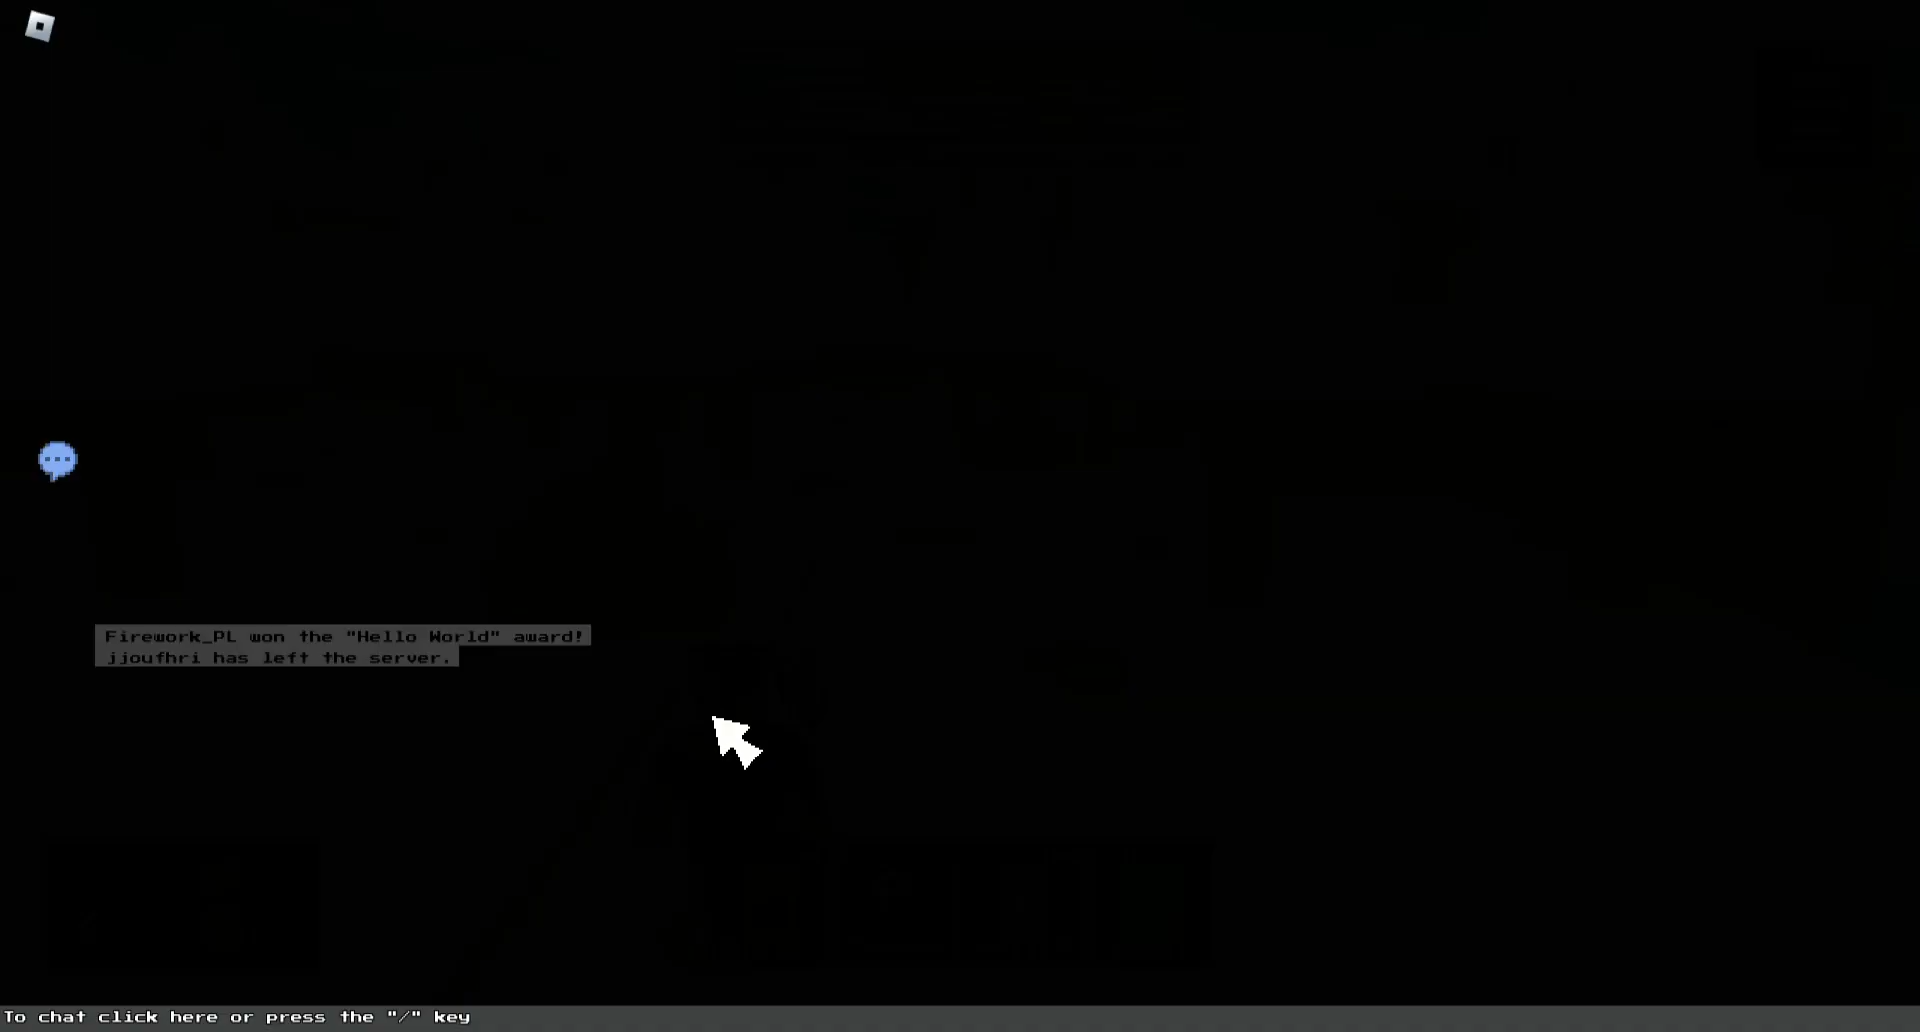 Firework_PL won the "Hello World" award!
jjoufhri has left the server.
To chat click here or press the "/" key